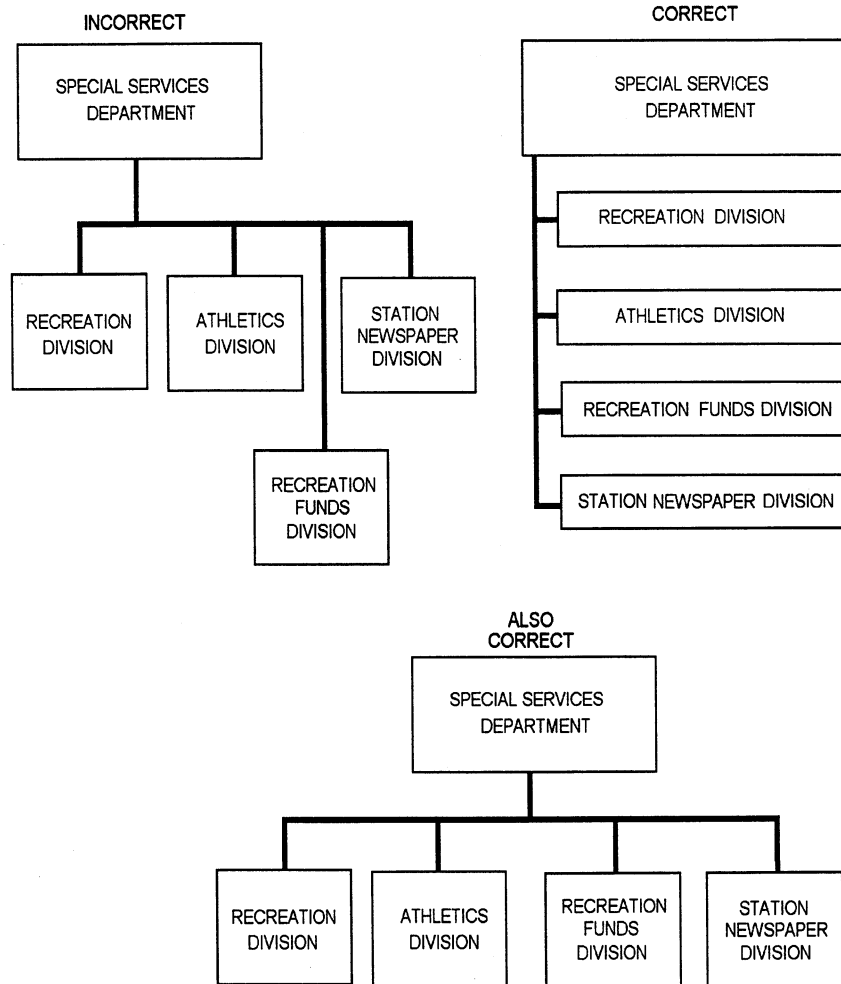 INCORRECT
SPECIAL SERVICES
DEPARTMENT
RECREATION
DIVISION
ATHLETICS
DIVISION
STATION
NEWSPAPER
DIVISION
RECREATION
FUNDS
DIVISION
CORRECT
SPECIAL SERVICES
DEPARTMENT
RECREATION DIVISION
ATHLETICS DIVISION
RECREATION FUNDS DIVISION
STATION NEWSPAPER DIVISION
ALSO
CORRECT
SPECIAL SERVICES
DEPARTMENT
RECREATION
DIVISION
ATHLETICS
DIVISION
RECREATION
FUNDS
DIVISION
STATION
NEWSPAPER
DIVISION